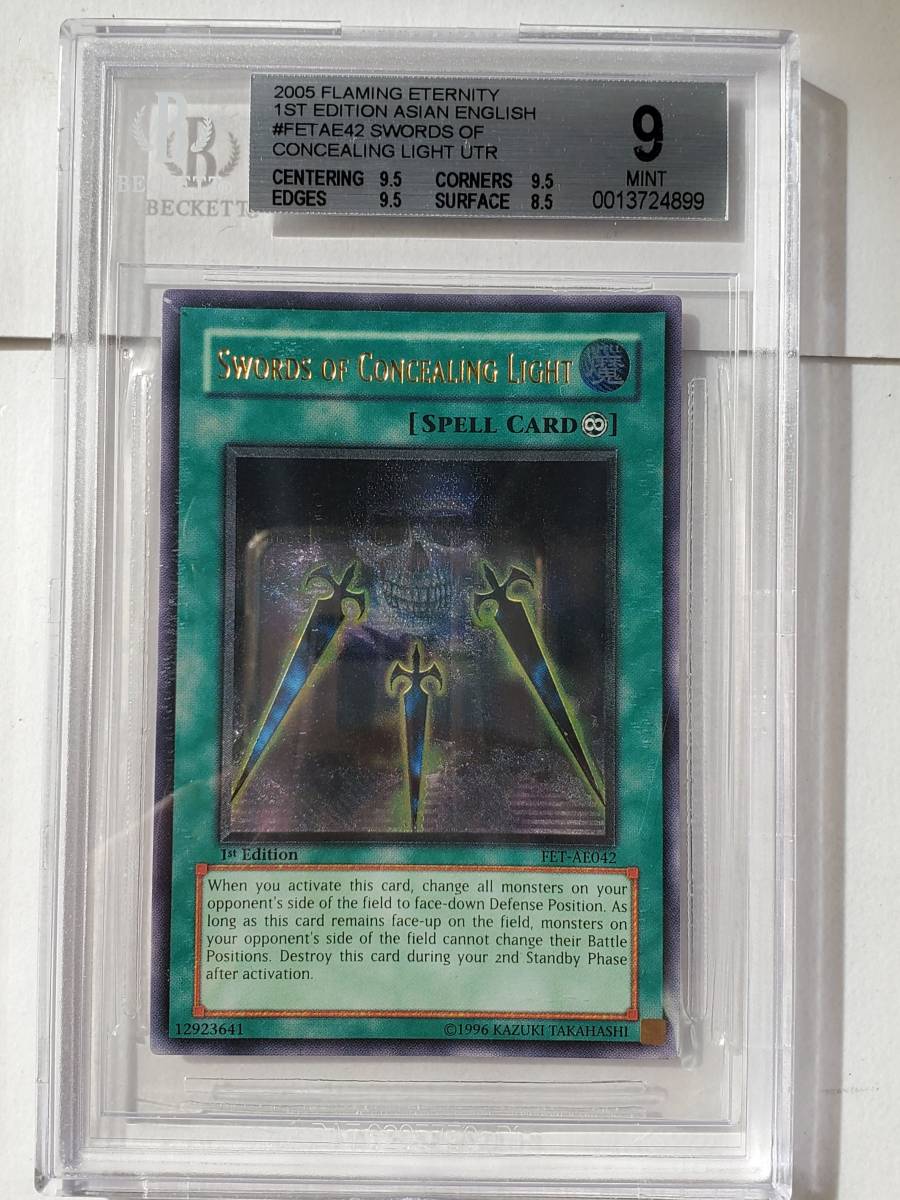 2005 FLAMING ETERNITY
1ST EDITION ASIAN ENGLISH
#FETAE42 SWORDS OF
CONCEALING LIGHT UTR
CENTERING 9.5 CORNERS 9.5
EDGES 9.5 SURFACE 8.5
9
MINT
0013724899
BECKETT
SWORDS OF CONCEALING LIGHT
SPELL
魔
[SPELL CARD]
1st Edition
FET-AE042
When you activate this card, change all monsters on your
opponent's side of the field to face-down Defense Position. As
long as this card remains face-up on the field, monsters on
your opponent's side of the field cannot change their Battle
Positions. Destroy this card during your 2nd Standby Phase
after activation.
12923641
©1996 KAZUKI TAKAHASHI